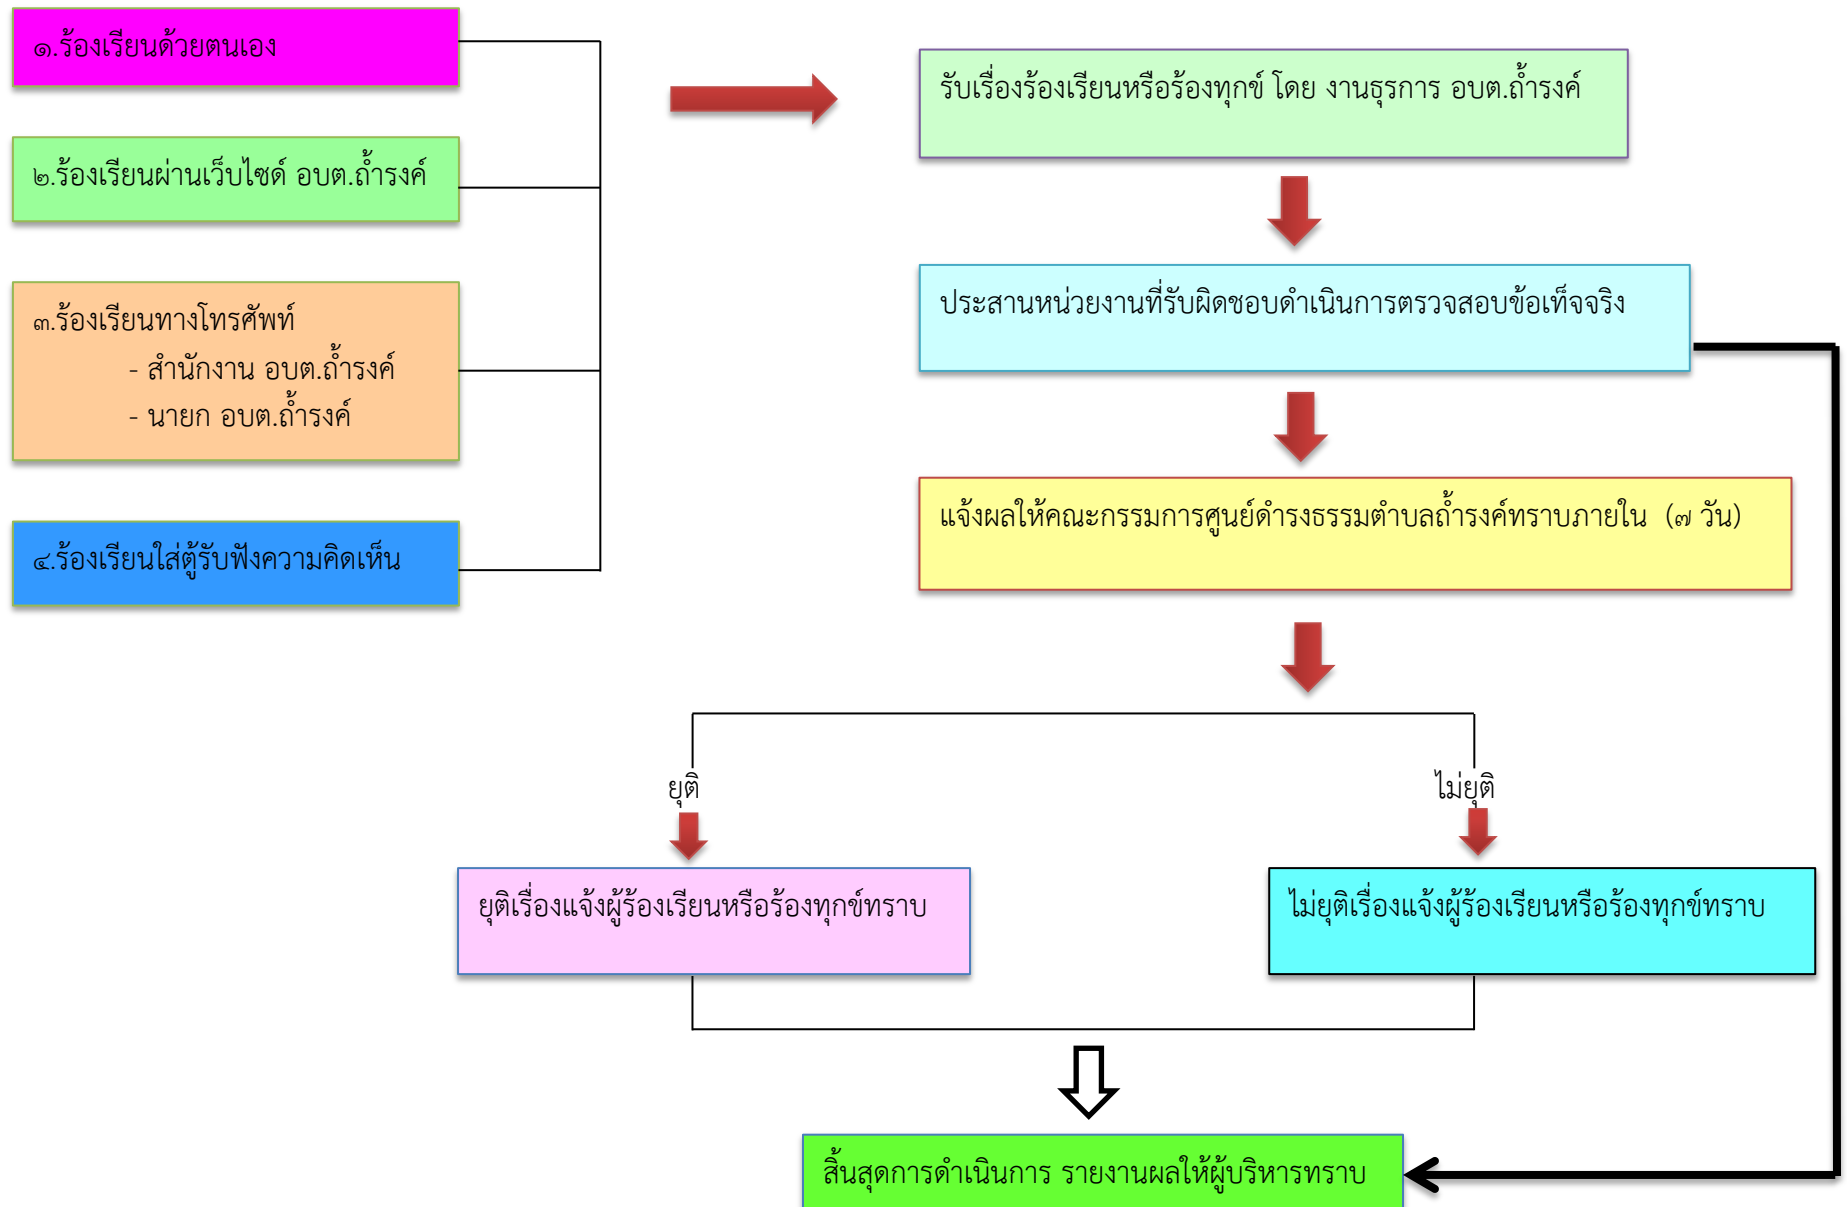 ๑.ร้องเรียนด้วยตนเอง
๒.ร้องเรียนผ่านเว็บไซด์ อบต.ถ้ำรงค์
๓.ร้องเรียนทางโทรศัพท์
- สำนักงาน อบต.ถ้ำรงค์
- นายก อบต.ถ้ำรงค์
๔.ร้องเรียนใส่ตู้รับฟังความคิดเห็น
รับเรื่องร้องเรียนหรือร้องทุกข์ โดย งานธุรการ อบต.ถ้ำรงค์
ประสานหน่วยงานที่รับผิดชอบดำเนินการตรวจสอบข้อเท็จจริง
แจ้งผลให้คณะกรรมการศูนย์ดำรงธรรมตำบลถ้ำรงค์ทราบภายใน (๗ วัน)
ยุติ
ไม่ยุติ
ยุติเรื่องแจ้งผู้ร้องเรียนหรือร้องทุกข์ทราบ
ไม่ยุติเรื่องแจ้งผู้ร้องเรียนหรือร้องทุกข์ทราบ
สิ้นสุดการดำเนินการ รายงานผลให้ผู้บริหารทราบ